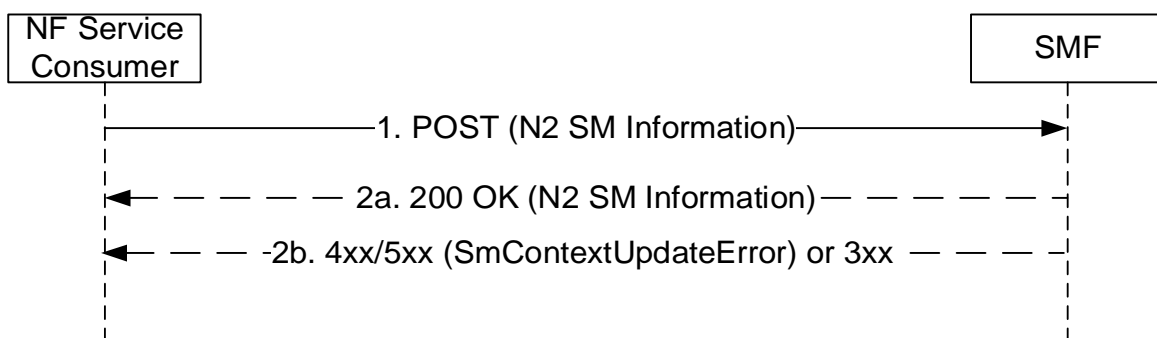 NF Service
Consumer
SMF
1. POST (N2 SM Information)
2a. 200 OK (N2 SM Information)
2b. 4xx/5xx (SmContextUpdateError) or 3xx